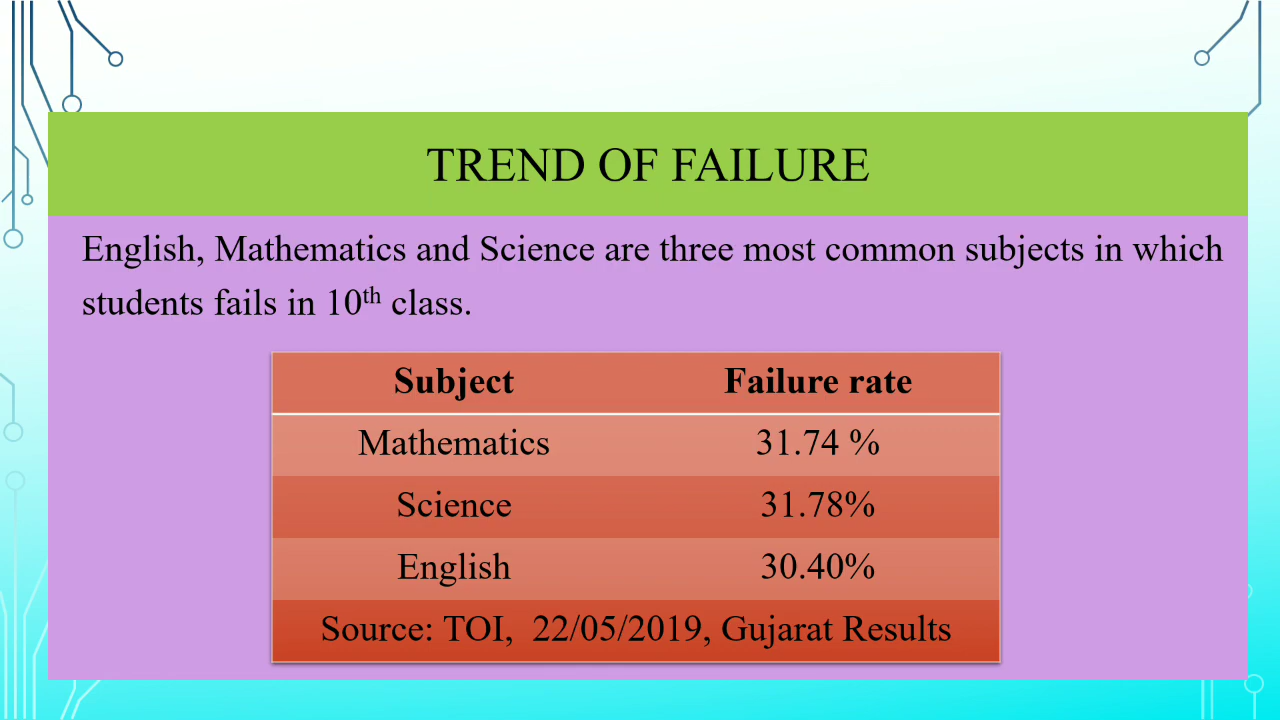 TREND OF FAILURE
English, Mathematics and Science are three most common subjects in which
students fails in 10th class.
Subject Failure rate
Mathematics 31.74 %
Science 31.78%
English 30.40%
Source: TOI,  22/05/2019, Gujarat Results